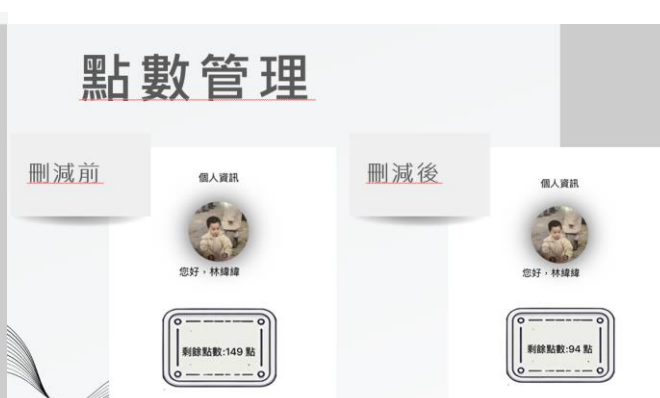 點數管理
刪減前
個人資訊
您好，林緯緯
剩餘點數:149 點
刪減後
個人資訊
您好，林緯緯
剩餘點數:94 點